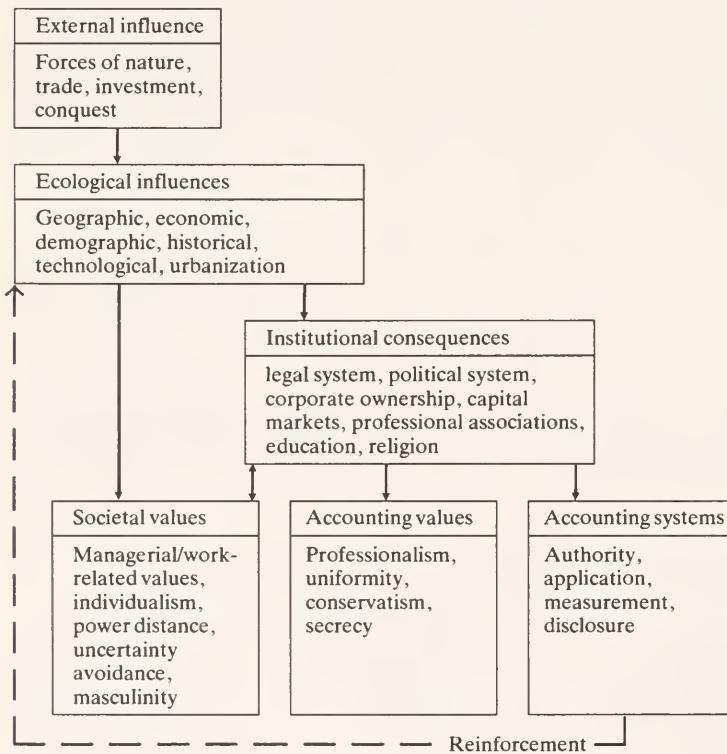 External influence
Forces of nature,
trade, investment,
conquest
Ecological influences
Geographic, economic,
demographic, historical,
technological, urbanization
Institutional consequences
legal system, political system,
corporate ownership, capital
markets, professional associations,
education, religion
Societal values
Managerial/work-
related values,
individualism,
power distance,
uncertainty
avoidance,
masculinity
Accounting values
Professionalism,
uniformity,
conservatism,
secrecy
Accounting systems
Authority,
application,
measurement,
disclosure
Reinforcement